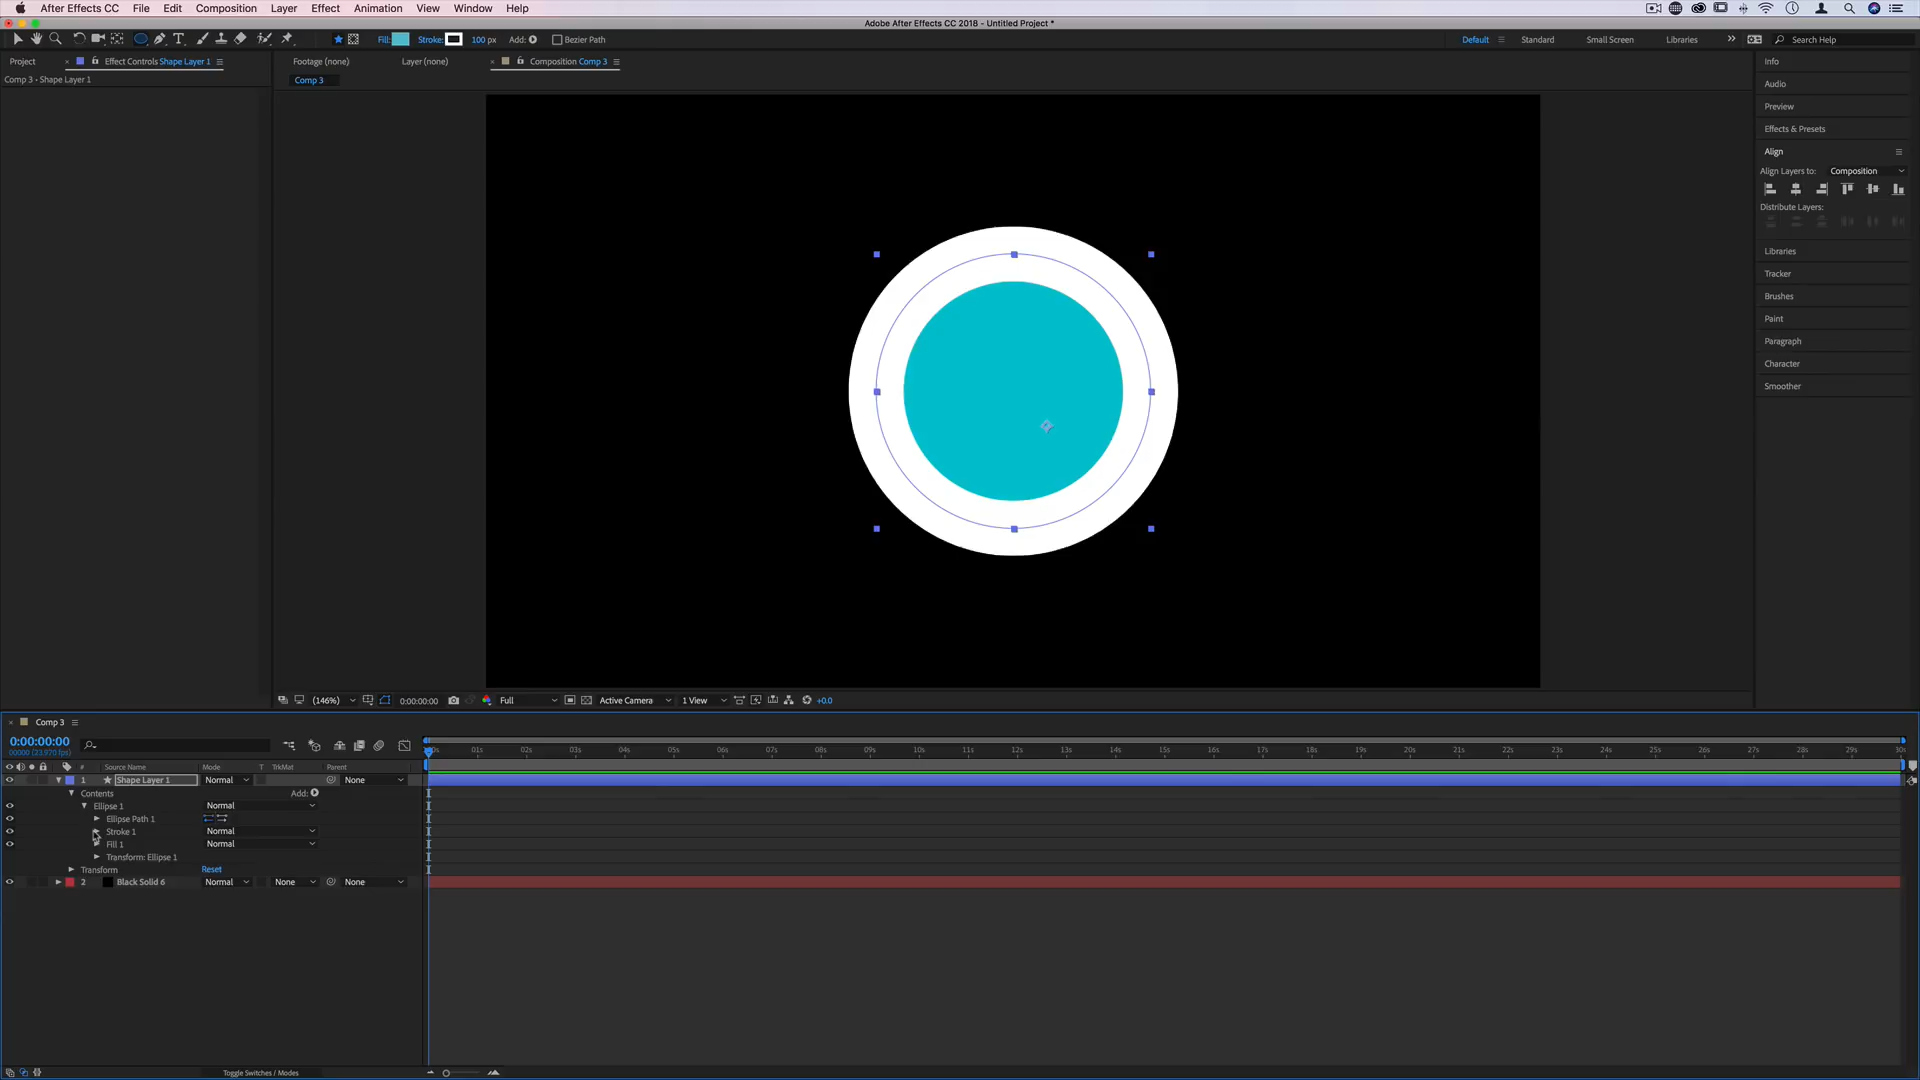 After Effects CC File Edit Composition Layer Effect Animation View Window Help
Adobe After Effects CC 2018 - Untitled Project *
Fill: Stroke: 100 px Add: Bezier Path Default Standard Small Screen Libraries Search Help
Project Effect Controls Shape Layer 1 Footage (none) Layer (none) Composition Comp 3 Info
Comp 3 - Shape Layer 1 Comp 3
Audio
Preview
Effects & Presets
Align
Align Layers to: Composition
Distribute Layers:
Libraries
Tracker
Brushes
Paint
Paragraph
Character
Smoother
(146%) 0:00:00:00 Full Active Camera 1 View +0.0
Comp 3
0:00:00:00
00000 (23.970 fps)
01s 02s 03s 04s 05s 06s 07s 08s 09s 10s 11s 12s 13s 14s 15s 16s 17s 18s 19s 20s 21s 22s 23s 24s 25s 26s 27s 28s 29s 30s
# Source Name Mode T TrkMat Parent
1 Shape Layer 1 Normal None
Contents Add:
Ellipse 1 Normal
Ellipse Path 1
Stroke 1 Normal
Fill 1 Normal
Transform: Ellipse 1
Transform Reset
2 Black Solid 6 Normal None None
Toggle Switches / Modes